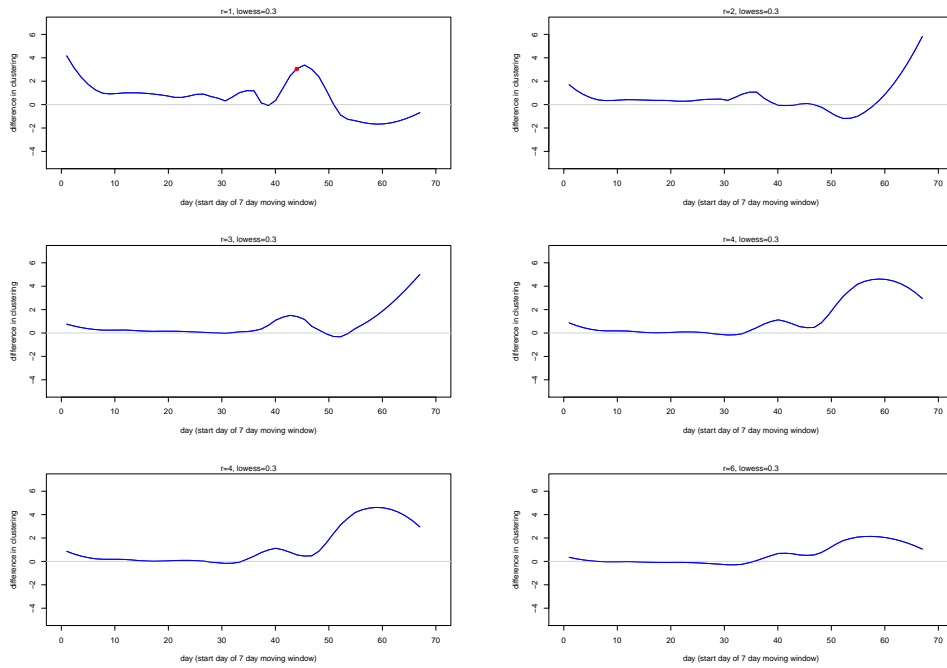 r=1, lowess=0.3
difference in clustering
6
4
2
0
−2
−4
0 10 20 30 40 50 60 70
day (start day of 7 day moving window)
r=2, lowess=0.3
difference in clustering
6
4
2
0
−2
−4
0 10 20 30 40 50 60 70
day (start day of 7 day moving window)
r=3, lowess=0.3
difference in clustering
6
4
2
0
−2
−4
0 10 20 30 40 50 60 70
day (start day of 7 day moving window)
r=4, lowess=0.3
difference in clustering
6
4
2
0
−2
−4
0 10 20 30 40 50 60 70
day (start day of 7 day moving window)
r=4, lowess=0.3
difference in clustering
6
4
2
0
−2
−4
0 10 20 30 40 50 60 70
day (start day of 7 day moving window)
r=6, lowess=0.3
difference in clustering
6
4
2
0
−2
−4
0 10 20 30 40 50 60 70
day (start day of 7 day moving window)